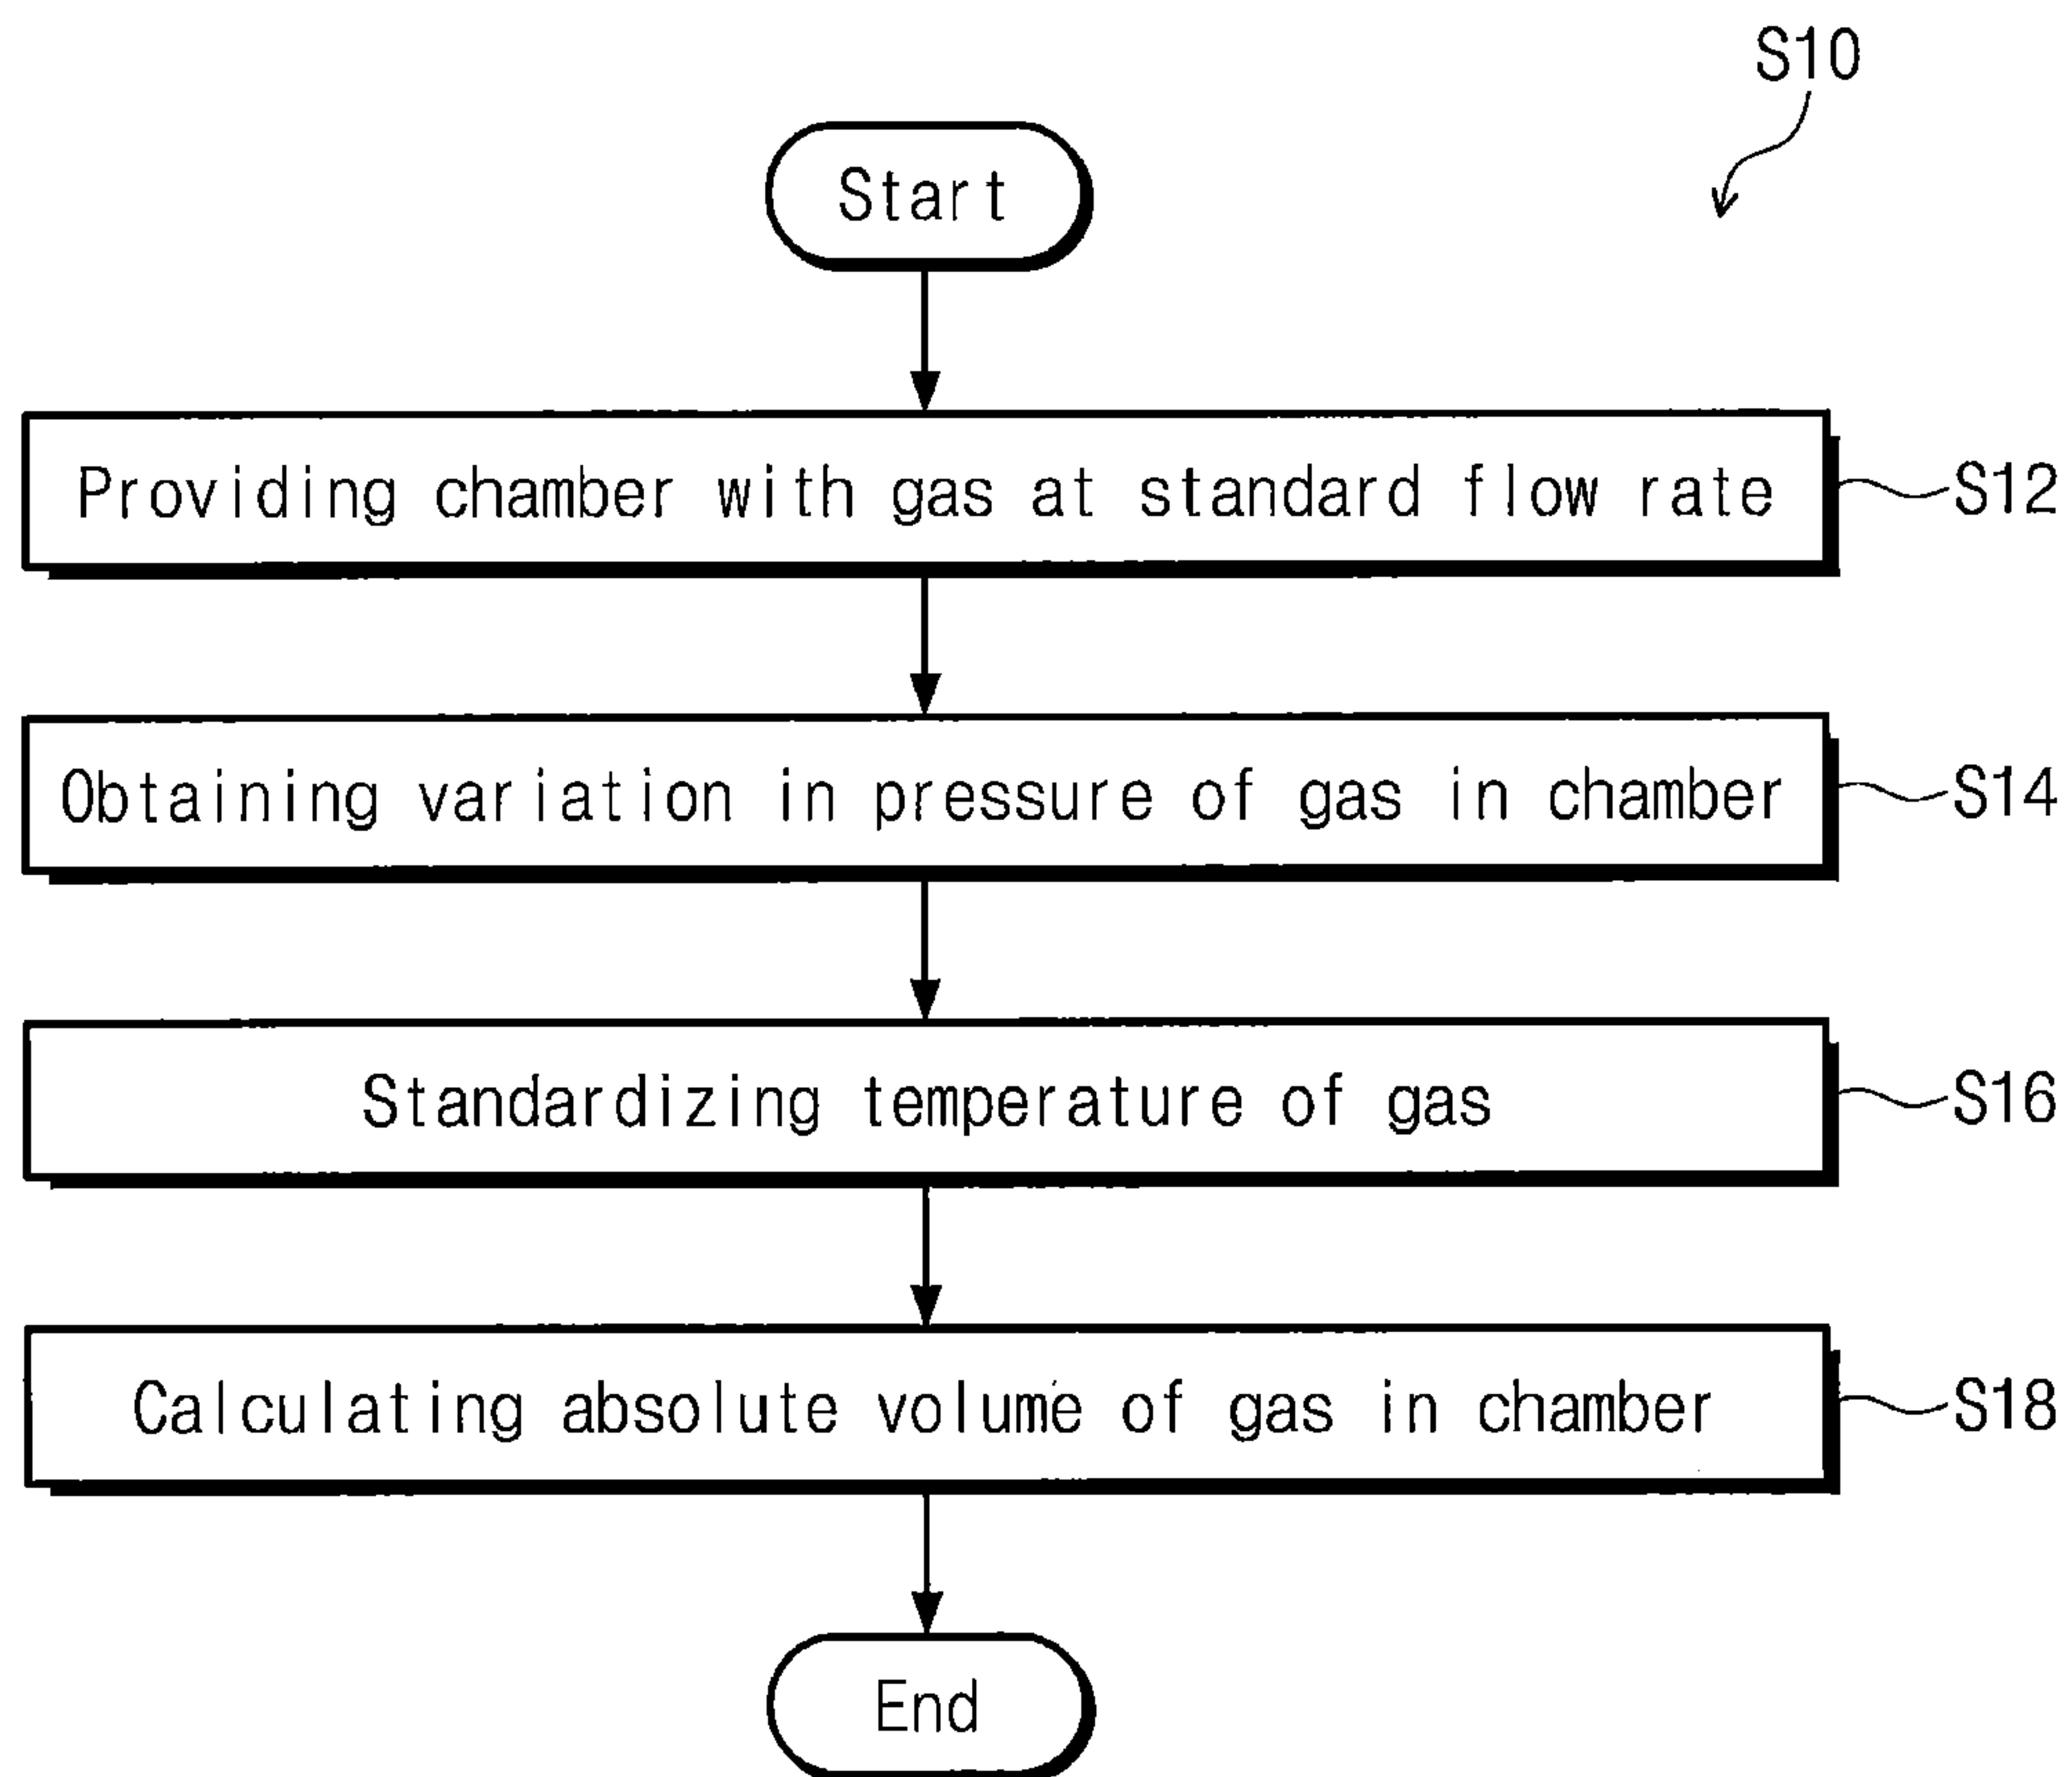 S10
Start
Providing chamber with gas at standard flow rate
S12
Obtaining variation in pressure of gas in chamber
S14
Standardizing temperature of gas
S16
Calculating absolute volume of gas in chamber
S18
End